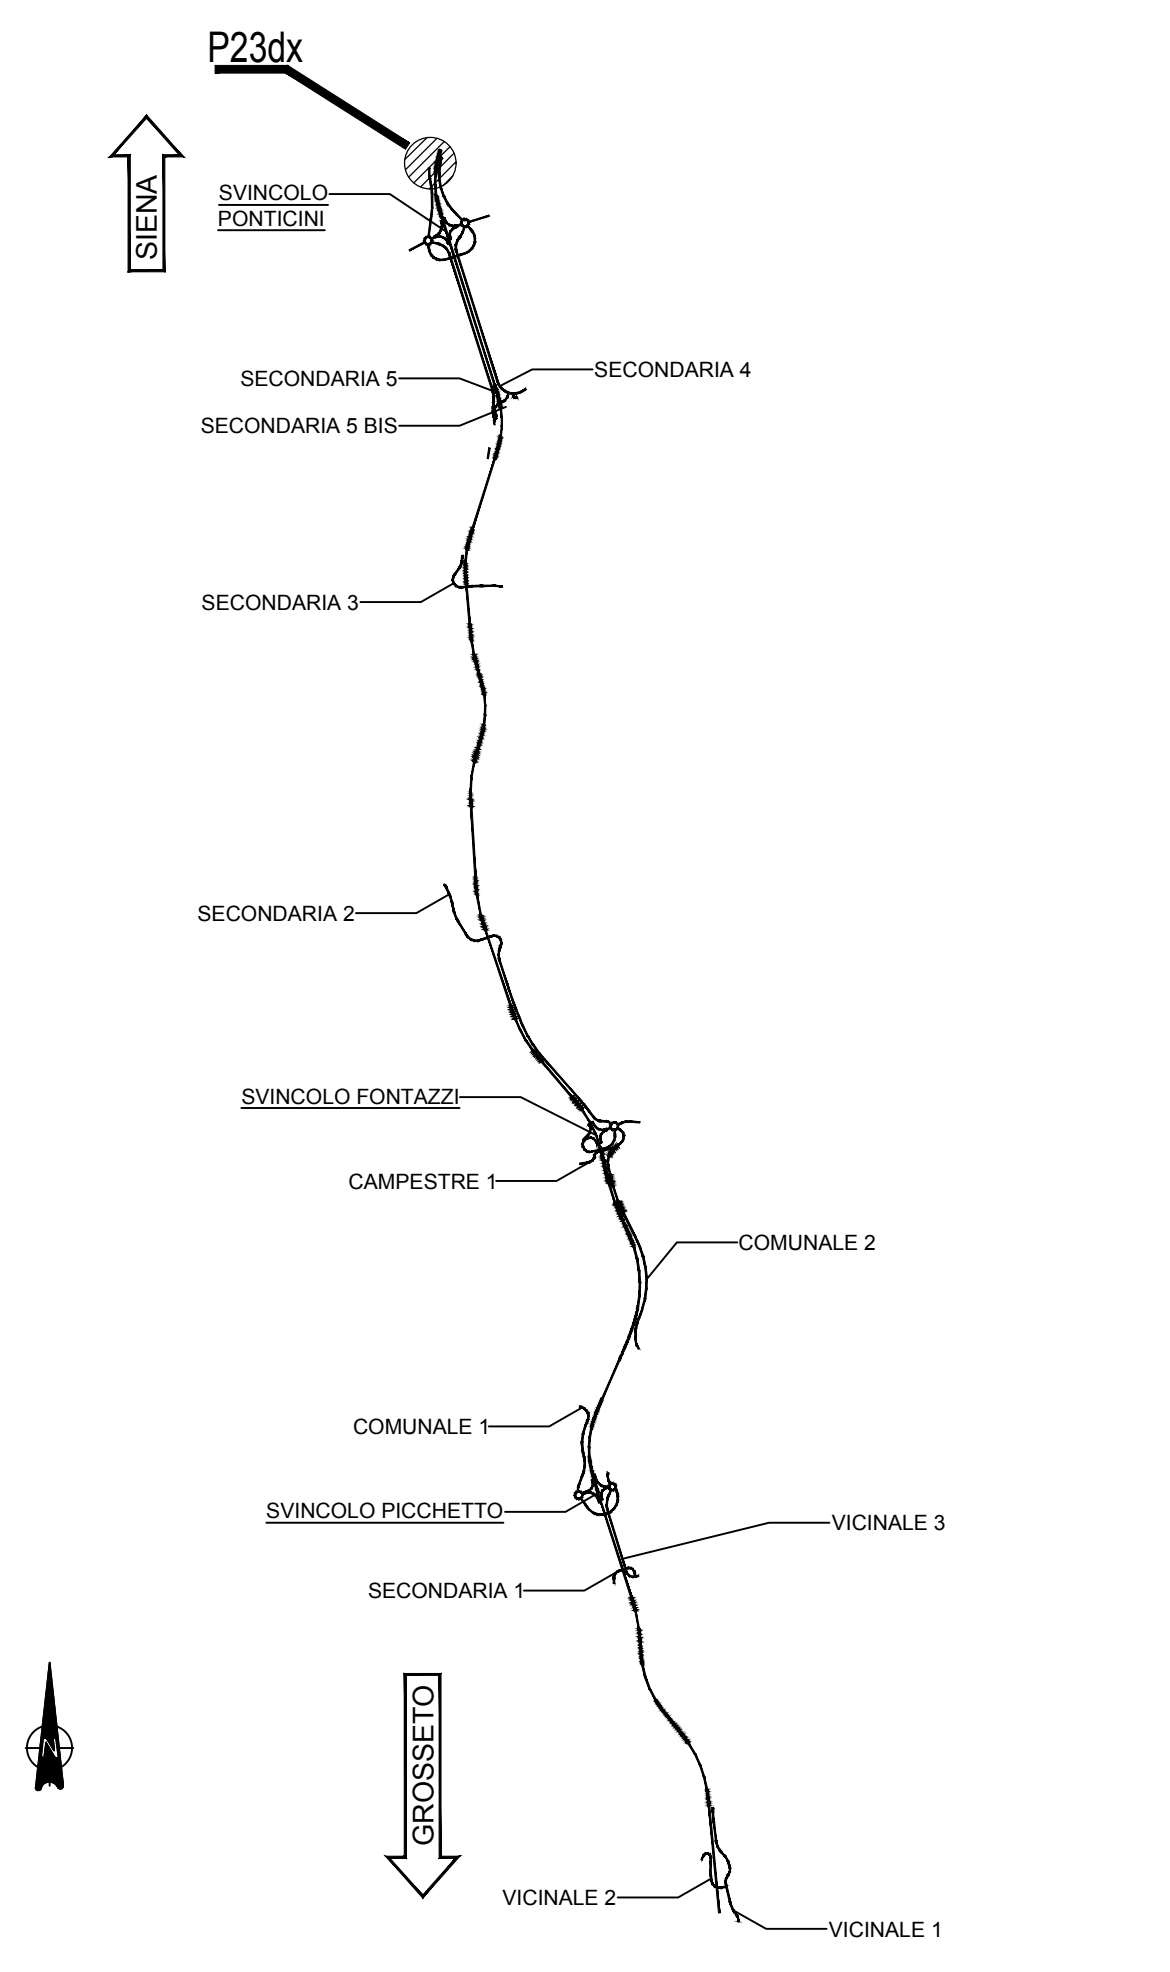 P23dx
SIENA
SVINCOLO
PONTICINI
SECONDARIA 4
SECONDARIA 5
SECONDARIA 5 BIS
SECONDARIA 3
SECONDARIA 2
SVINCOLO FONTAZZI
CAMPESTRE 1
COMUNALE 2
COMUNALE 1
SVINCOLO PICCHETTO
VICINALE 3
SECONDARIA 1
N
GROSSETO
VICINALE 2
VICINALE 1